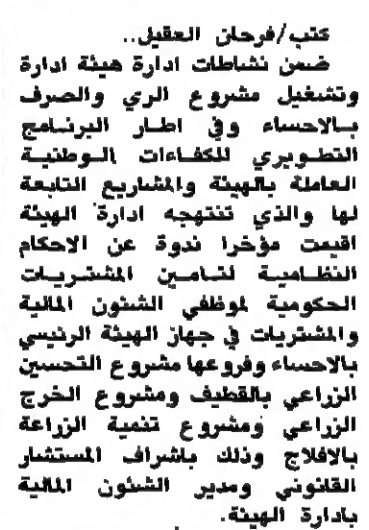 كتب/فرحان العقيل..
ضمن نشاطات ادارة هيئة ادارة
وتشغيل مشروع الري والصرف
بالاحساء وفي اطار البرنامج
التطويري للكفاءات الوطنية
العاملة بالهيئة والمشاريع التابعة
لها والذي تنتهجه ادارة الهيئة
اقيمت مؤخرا ندوة عن الاحكام
النظامية لتامين المشتريات
الحكومية لموظفي الشئون المالية
والمشتريات في جهاز الهيئة الرئيسي
بالاحساء وفروعها مشروع التحسين
الزراعي بالقطيف ومشروع الخرج
الزراعي ومشروع تنمية الزراعة
بالافلاج وذلك باشراف المستشار
القانوني ومدير الشئون المالية
بادارة الهيئة.